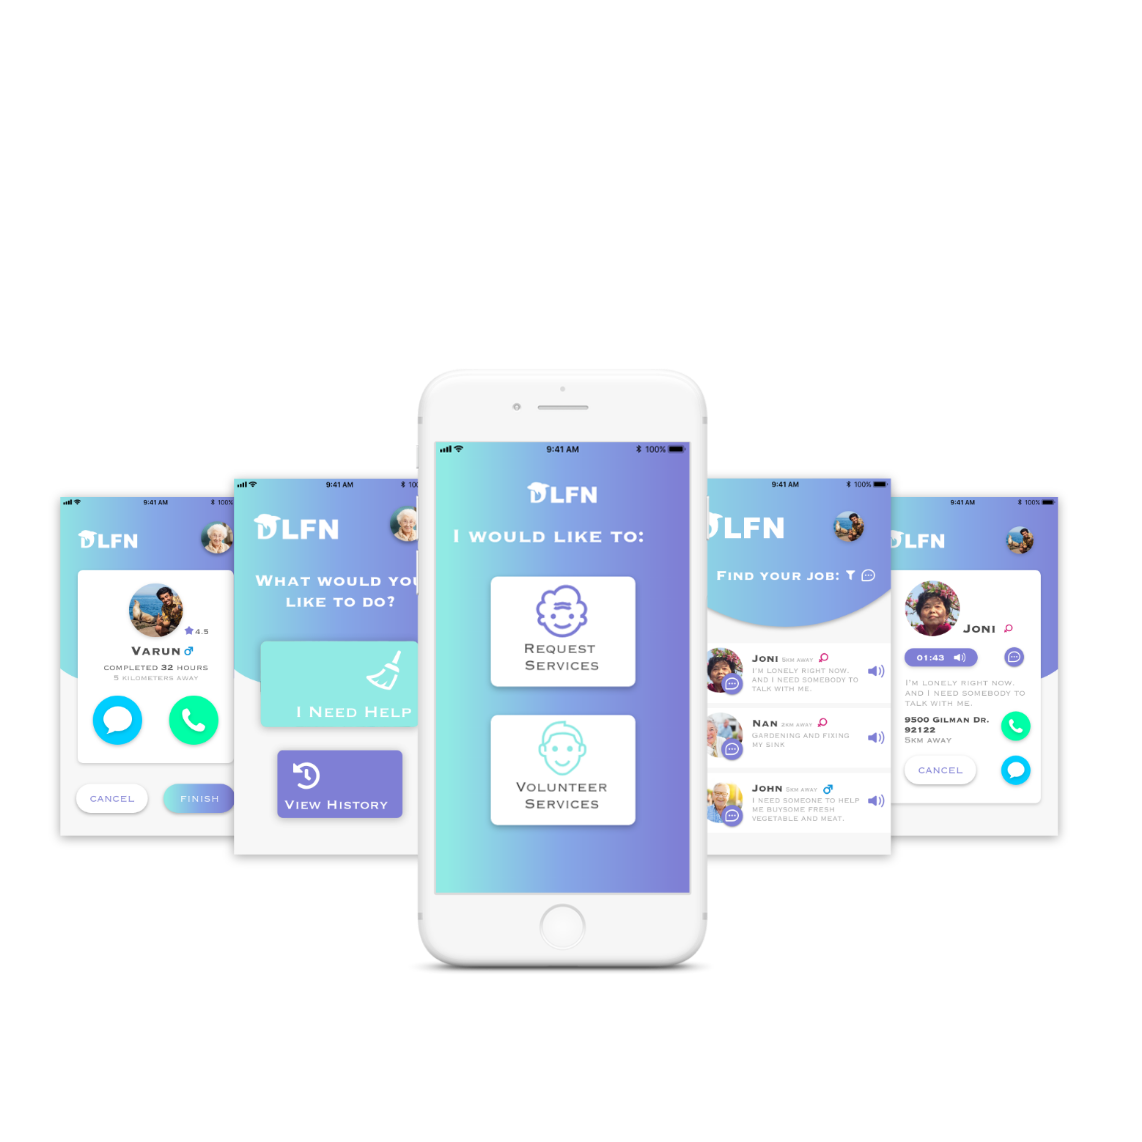 9:41 AM
100%
DLFN
4.5
VARUN
COMPLETED 32 HOURS
5 KILOMETERS AWAY
CANCEL
FINISH
9:41 AM
10
DLFN
WHAT WOULD YOU
LIKE TO DO?
I NEED HELP
VIEW HISTORY
9:41 AM
100%
DLFN
I WOULD LIKE TO:
REQUEST
SERVICES
VOLUNTEER
SERVICES
9:41 AM
100%
DLFN
FIND YOUR JOB:
JONI 5KM AWAY
I'M LONELY RIGHT NOW.
AND I NEED SOMEBODY TO
TALK WITH ME.
NAN 2KM AWAY
GARDENING AND FIXING
MY SINK
JOHN 5KM AWAY
I NEED SOMEONE TO HELP
ME BUYSOME FRESH
VEGETABLE AND MEAT.
9:41 AM
100%
DLFN
JONI
01:43
I'M LONELY RIGHT NOW.
AND I NEED SOMEBODY TO
TALK WITH ME.
9500 GILMAN DR.
92122
5KM AWAY
CANCEL